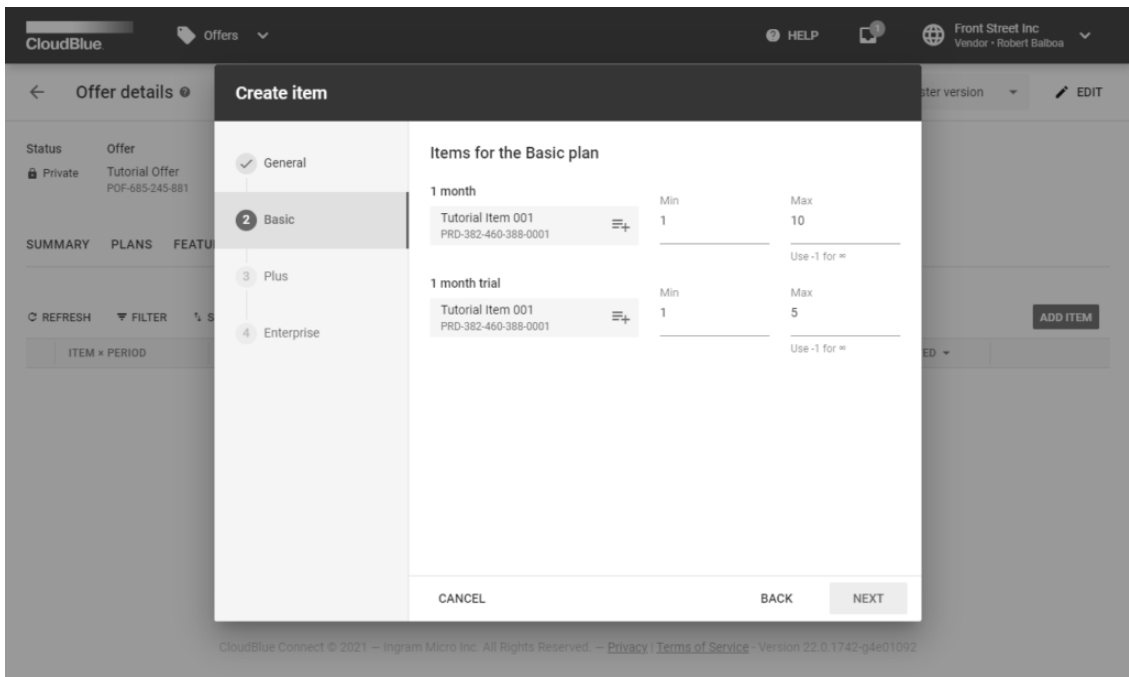 CloudBlue
Offers
HELP
1
Front Street Inc
Vendor • Robert Balboa
Offer details
Create item
ster version
EDIT
Status
Offer
Private
Tutorial Offer
POF-685-245-881
SUMMARY PLANS FEATU
REFRESH FILTER S
ADD ITEM
ITEM × PERIOD
ED
General
2 Basic
3 Plus
4 Enterprise
Items for the Basic plan
1 month
Tutorial Item 001
PRD-382-460-388-0001
Min
1
Max
10
Use -1 for ∞
1 month trial
Tutorial Item 001
PRD-382-460-388-0001
Min
1
Max
5
Use -1 for ∞
CANCEL BACK NEXT
CloudBlue Connect © 2021 — Ingram Micro Inc. All Rights Reserved. — Privacy | Terms of Service - Version 22.0.1742-g4e01092